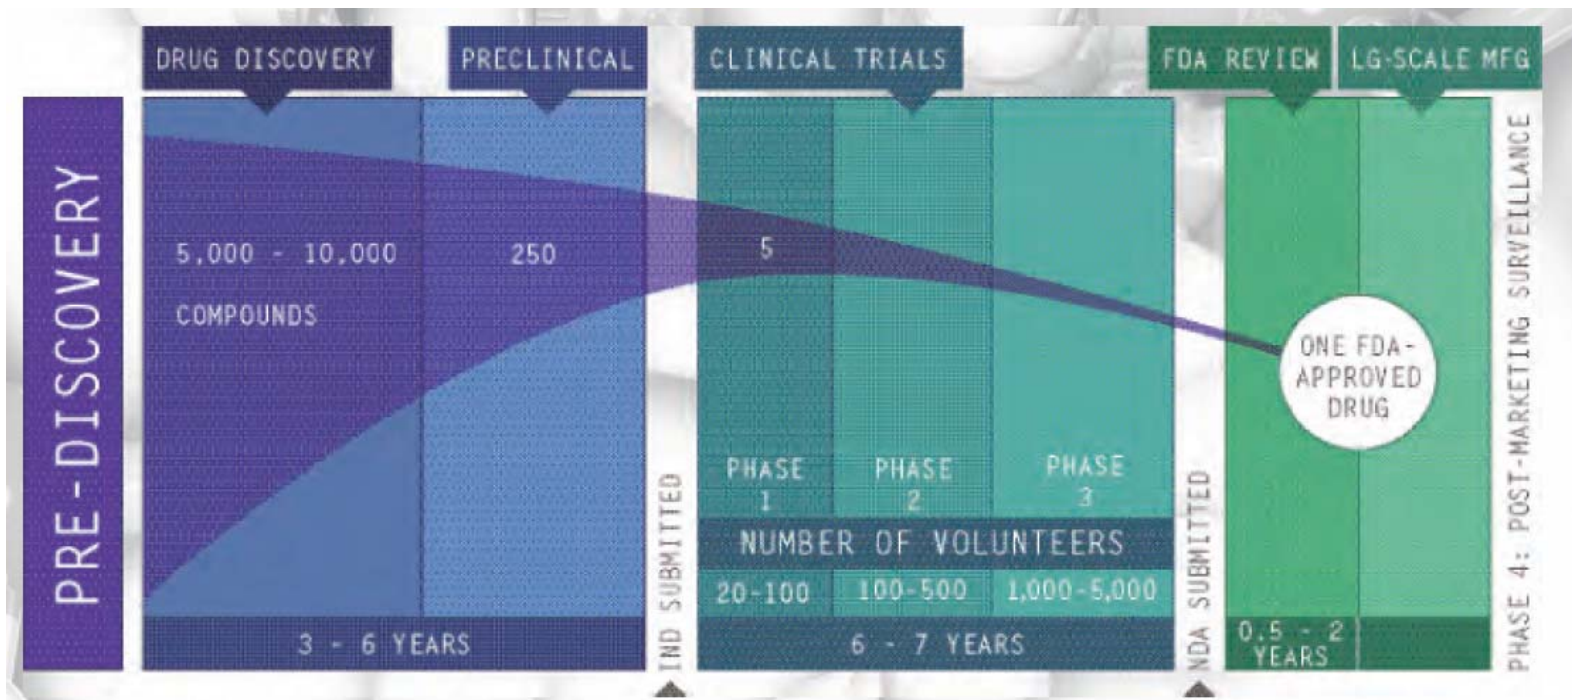 DRUG DISCOVERY
PRECLINICAL
CLINICAL TRIALS
FDA REVIEW
LG-SCALE MFG
PRE-DISCOVERY
5,000 - 10,000
COMPOUNDS
250
5
ONE FDA-
APPROVED
DRUG
PHASE
1
PHASE
2
PHASE
3
NUMBER OF VOLUNTEERS
20-100
100-500
1,000-5,000
3 - 6 YEARS
IND SUBMITTED
6 - 7 YEARS
NDA SUBMITTED
0.5 - 2
YEARS
PHASE 4: POST-MARKETING SURVEILLANCE